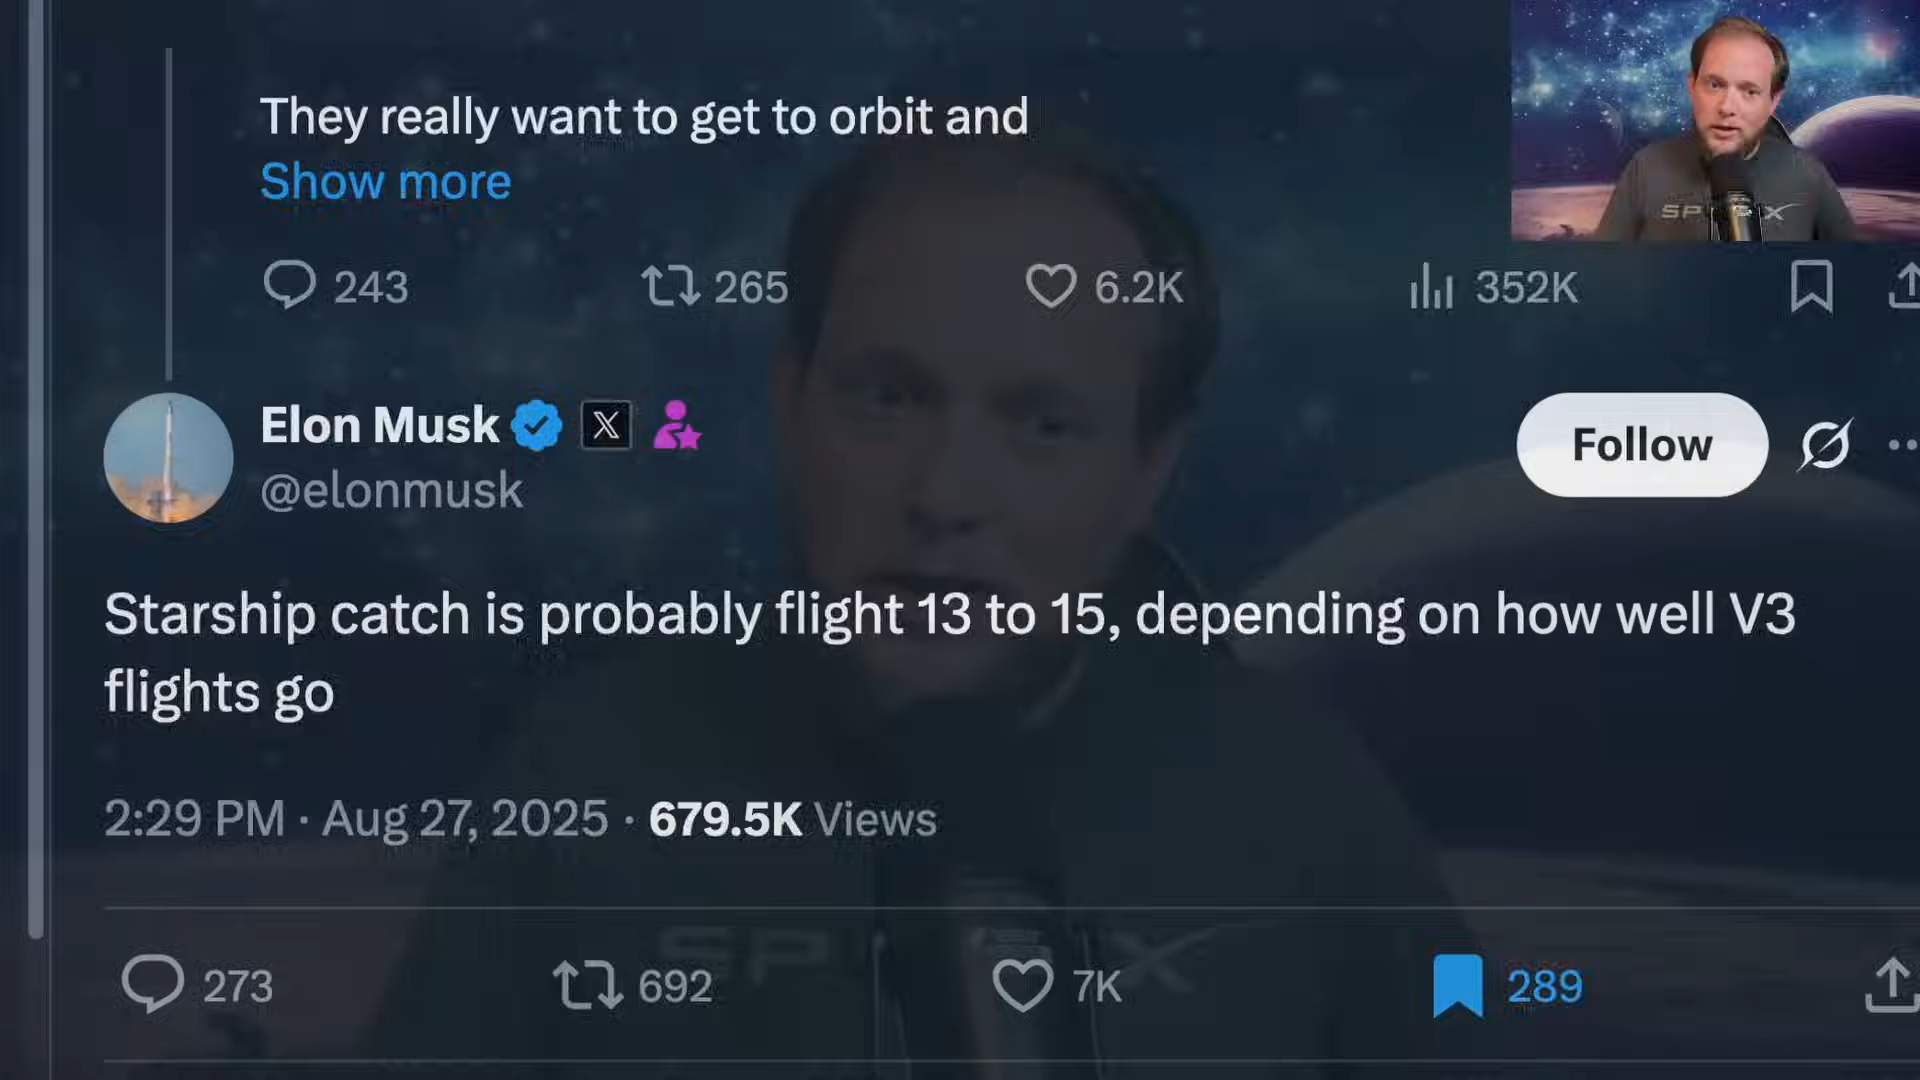 They really want to get to orbit and
Show more
243 265 6.2K 352K
Elon Musk
@elonmusk
Follow
Starship catch is probably flight 13 to 15, depending on how well V3
flights go
2:29 PM · Aug 27, 2025 · 679.5K Views
273 692 7K 289